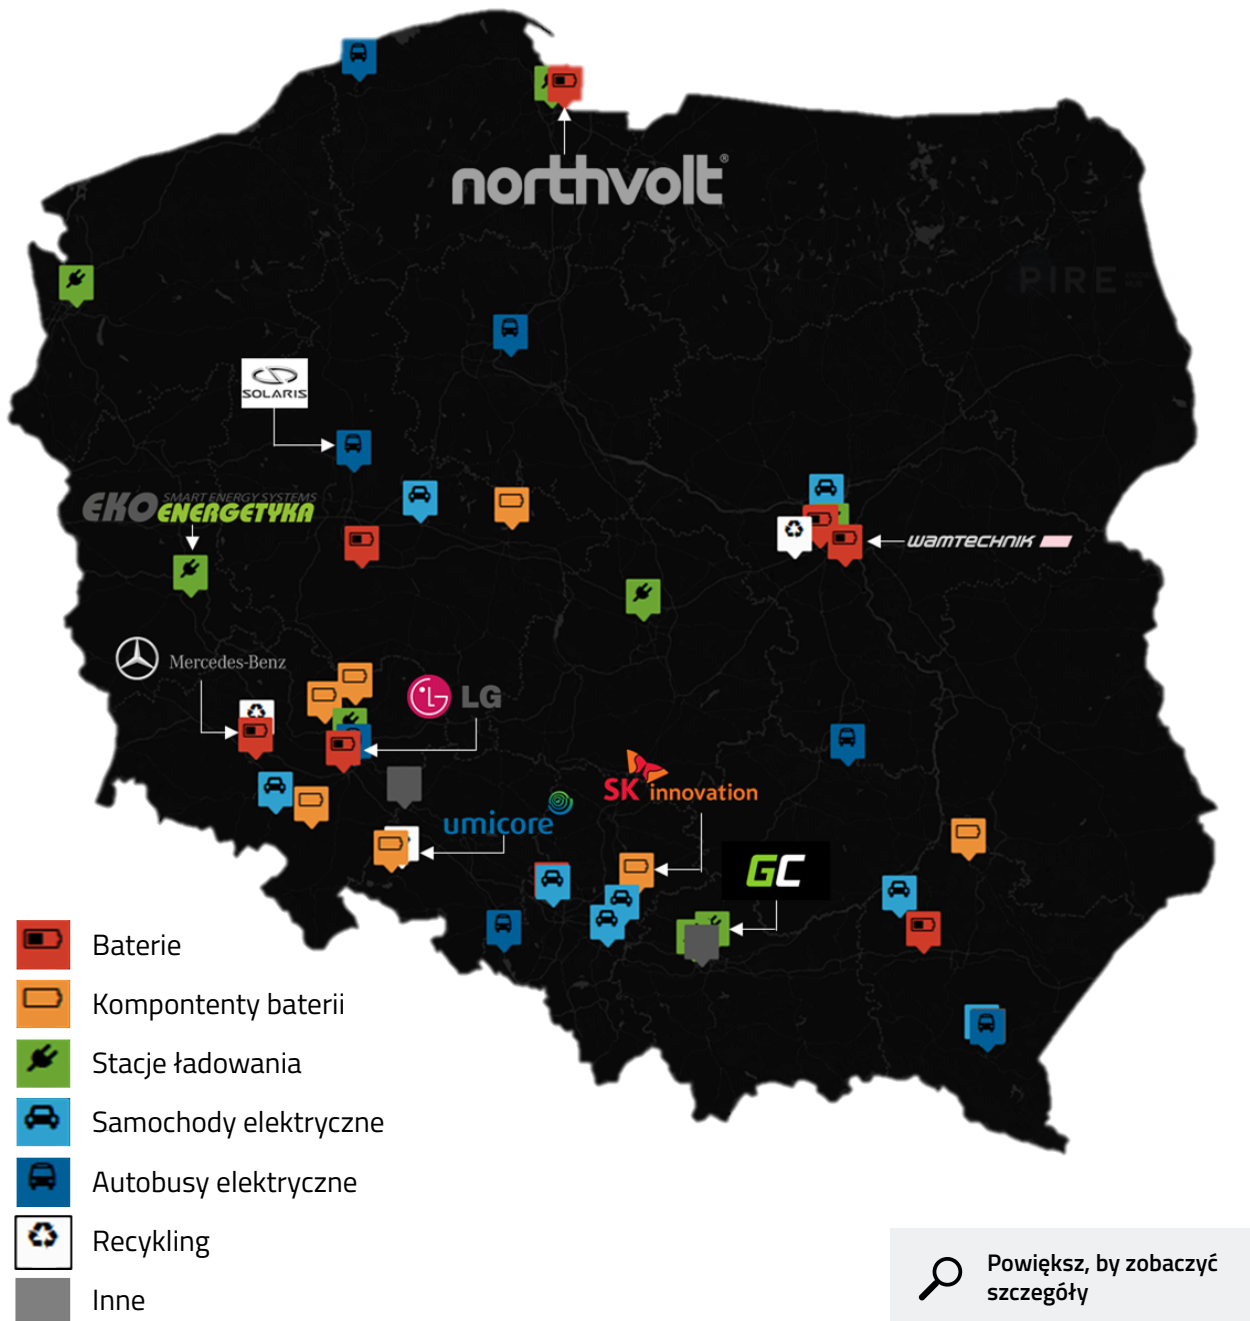 northvolt®
PIRE
SOLARIS
EKO SMART ENERGY SYSTEMS
ENERGETYKA
WAMTECHNIK
Mercedes-Benz
LG
SK innovation
umicore
GC
Baterie
Kompontenty baterii
Stacje ładowania
Samochody elektryczne
Autobusy elektryczne
Recykling
Inne
Powiększ, by zobaczyć
szczegóły